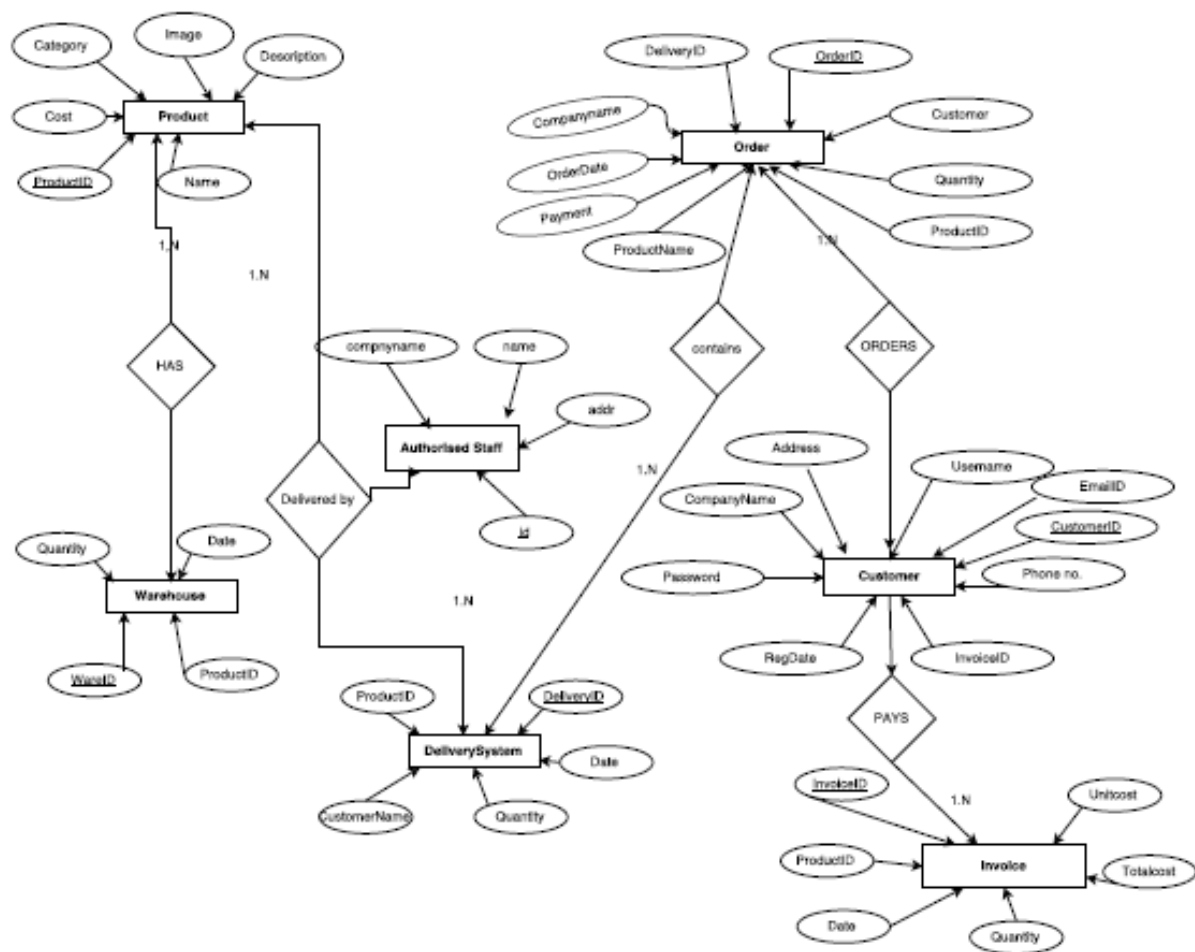 Image
Category
Description
Cost
Product
ProductID
Name
1.N
1.N
HAS
DeliveryID
OrderID
Companyname
Customer
Order
OrderDate
Quantity
Payment
ProductName
ProductID
1.N
contains
ORDERS
compnyname
name
addr
Authorised Staff
id
Delivered by
1.N
1.N
Address
Username
EmailID
CompanyName
CustomerID
Password
Customer
Phone no.
RegDate
InvoiceID
Quantity
Date
Warehouse
WareID
ProductID
ProductID
DeliveryID
DeliverySystem
Date
CustomerName
Quantity
PAYS
InvoiceID
1.N
Unitcost
ProductID
Invoice
Totalcost
Date
Quantity